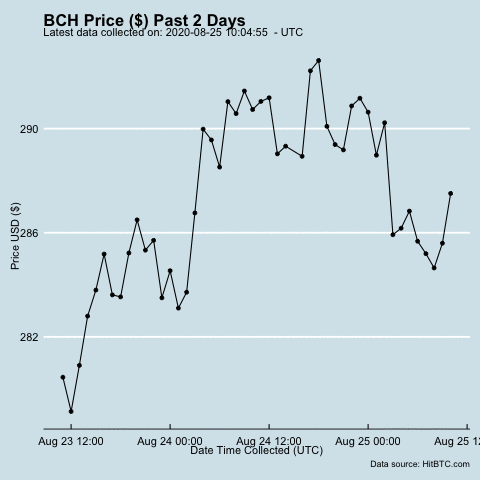 BCH Price ($) Past 2 Days
Latest data collected on: 2020-08-25 10:04:55 - UTC
290
286
282
Price USD ($)
Aug 23 12:00 Aug 24 00:00 Aug 24 12:00 Aug 25 00:00 Aug 25 12
Date Time Collected (UTC)
Data source: HitBTC.com